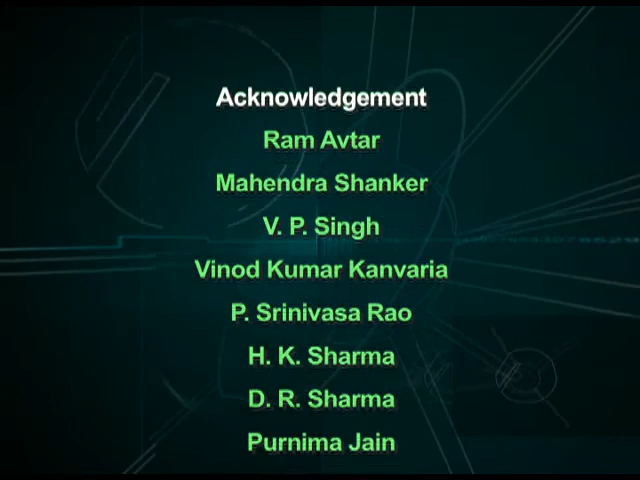 Acknowledgement
Ram Avtar
Mahendra Shanker
V. P. Singh
Vinod Kumar Kanvaria
P. Srinivasa Rao
H. K. Sharma
D. R. Sharma
Purnima Jain